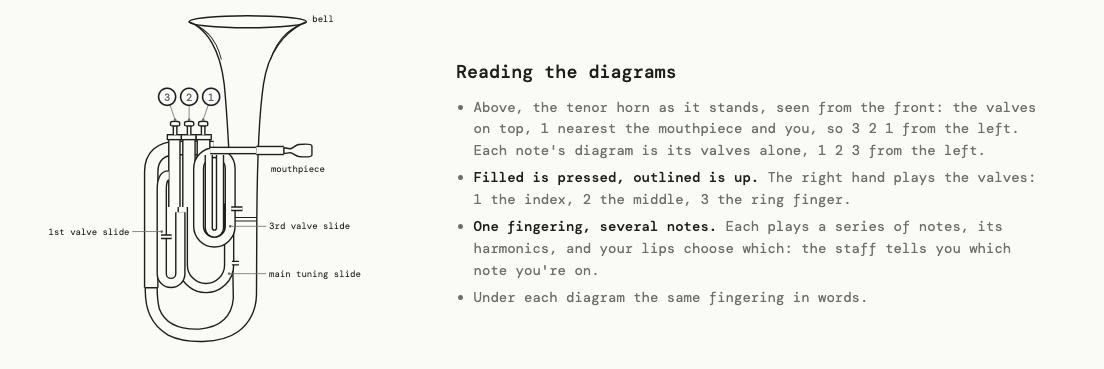 bell
3 2 1
mouthpiece
1st valve slide
3rd valve slide
main tuning slide
Reading the diagrams
• Above, the tenor horn as it stands, seen from the front: the valves
on top, 1 nearest the mouthpiece and you, so 3 2 1 from the left.
Each note's diagram is its valves alone, 1 2 3 from the left.
• Filled is pressed, outlined is up. The right hand plays the valves:
1 the index, 2 the middle, 3 the ring finger.
• One fingering, several notes. Each plays a series of notes, its
harmonics, and your lips choose which: the staff tells you which
note you're on.
• Under each diagram the same fingering in words.